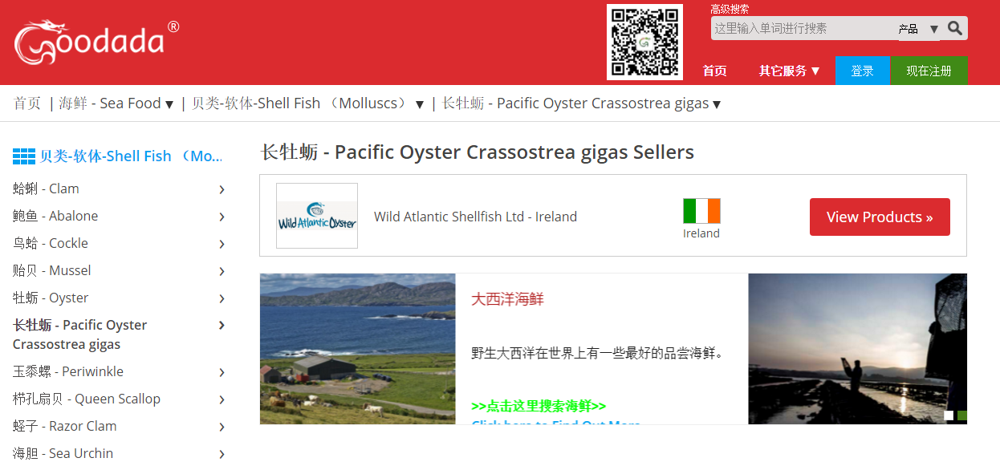 Goodada®
高级搜索
这里输入单词进行搜素
产品 ▼
首页 其它服务 ▼ 登录 现在注册
首页 | 海鲜 - Sea Food ▼ | 贝类-软体-Shell Fish （Molluscs） ▼ | 长牡蛎 - Pacific Oyster Crassostrea gigas ▼
贝类-软体-Shell Fish （Mo...
蛤蜊 - Clam
鲍鱼 - Abalone
鸟蛤 - Cockle
贻贝 - Mussel
牡蛎 - Oyster
长牡蛎 - Pacific Oyster
Crassostrea gigas
玉黍螺 - Periwinkle
栉孔扇贝 - Queen Scallop
蛏子 - Razor Clam
海胆 - Sea Urchin
长牡蛎 - Pacific Oyster Crassostrea gigas Sellers
Wild Atlantic Oyster
Wild Atlantic Shellfish Ltd - Ireland
Ireland
View Products »
大西洋海鲜
野生大西洋在世界上有一些最好的品尝海鲜。
>>点击这里搜索海鲜>>
Click here to Find Out More